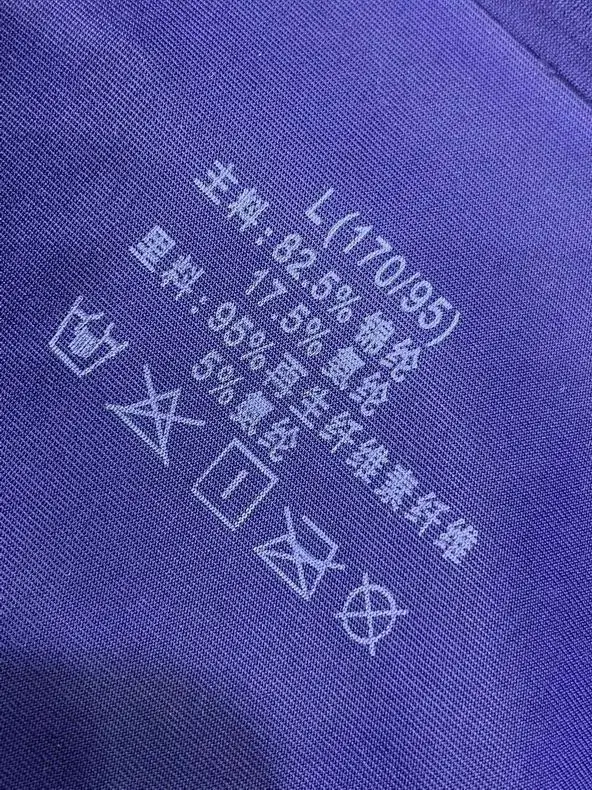 L(170/95)
主料:82.5% 锦纶
17.5% 氨纶
里料:95%再生纤维素纤维
5%氨纶